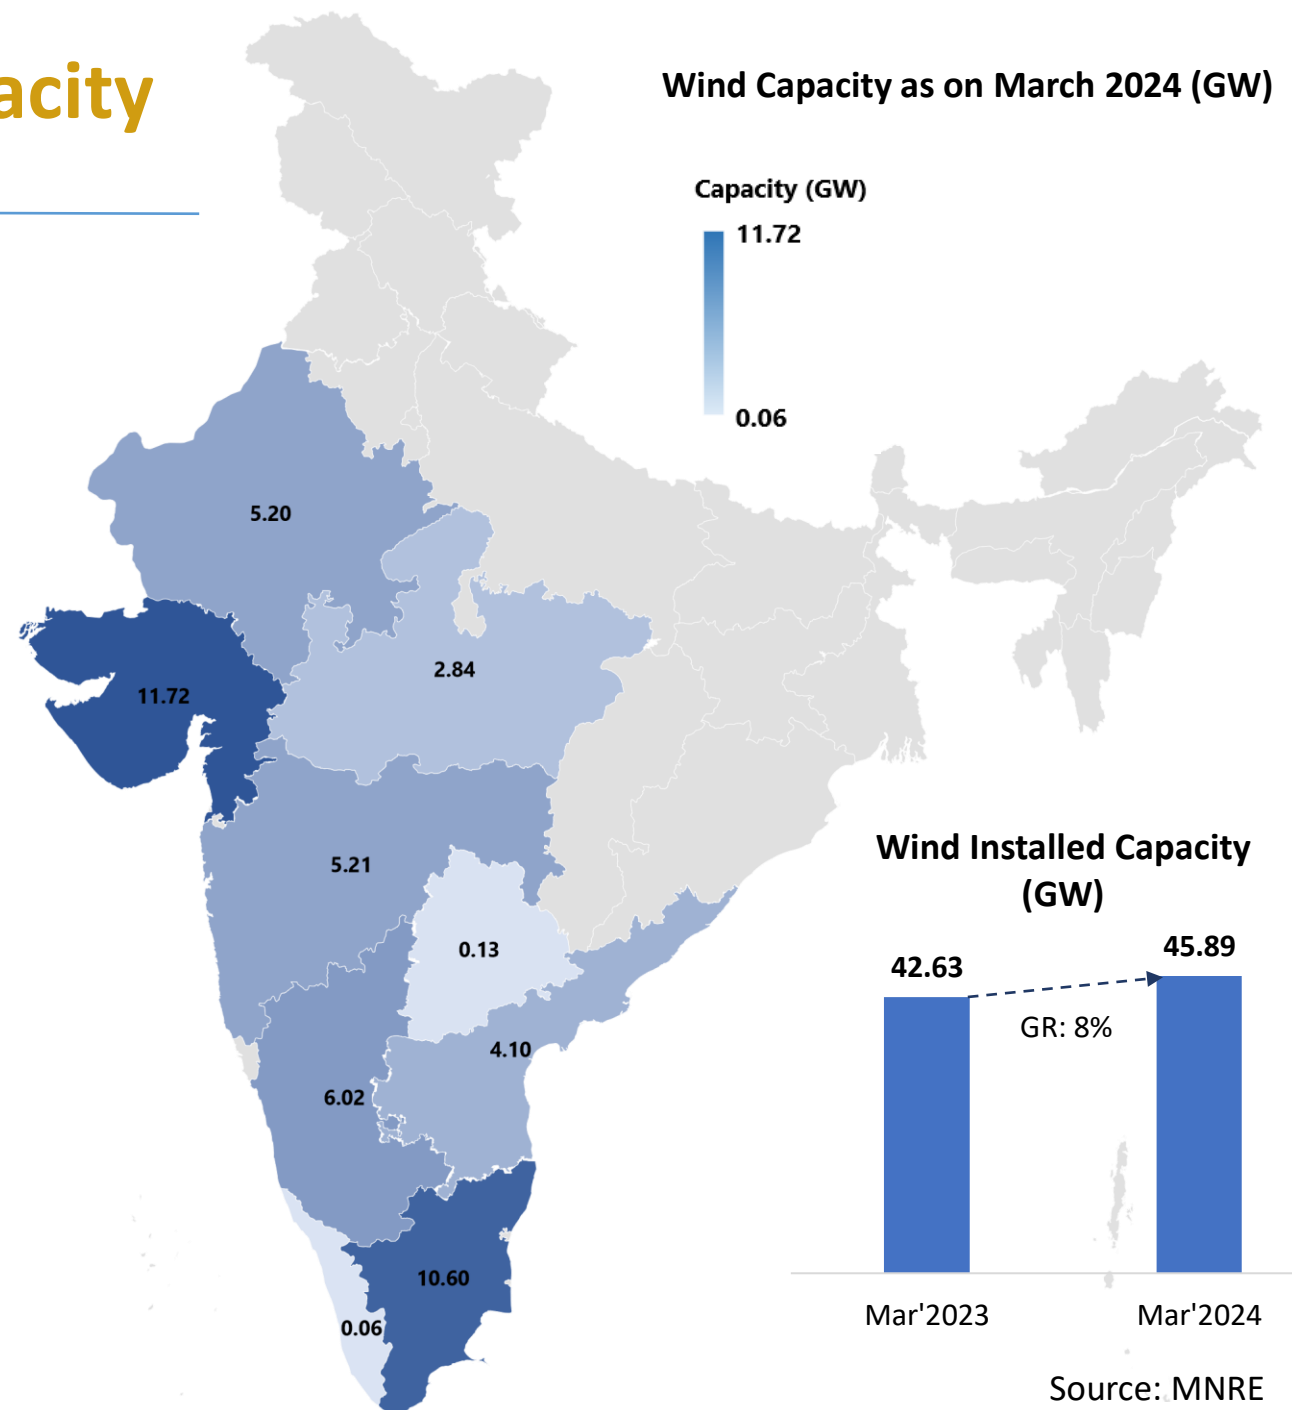 acity
Wind Capacity as on March 2024 (GW)
Capacity (GW)
11.72
0.06
5.20
2.84
11.72
5.21
0.13
4.10
6.02
10.60
0.06
Wind Installed Capacity
(GW)
42.63
45.89
GR: 8%
Mar'2023
Mar'2024
Source: MNRE